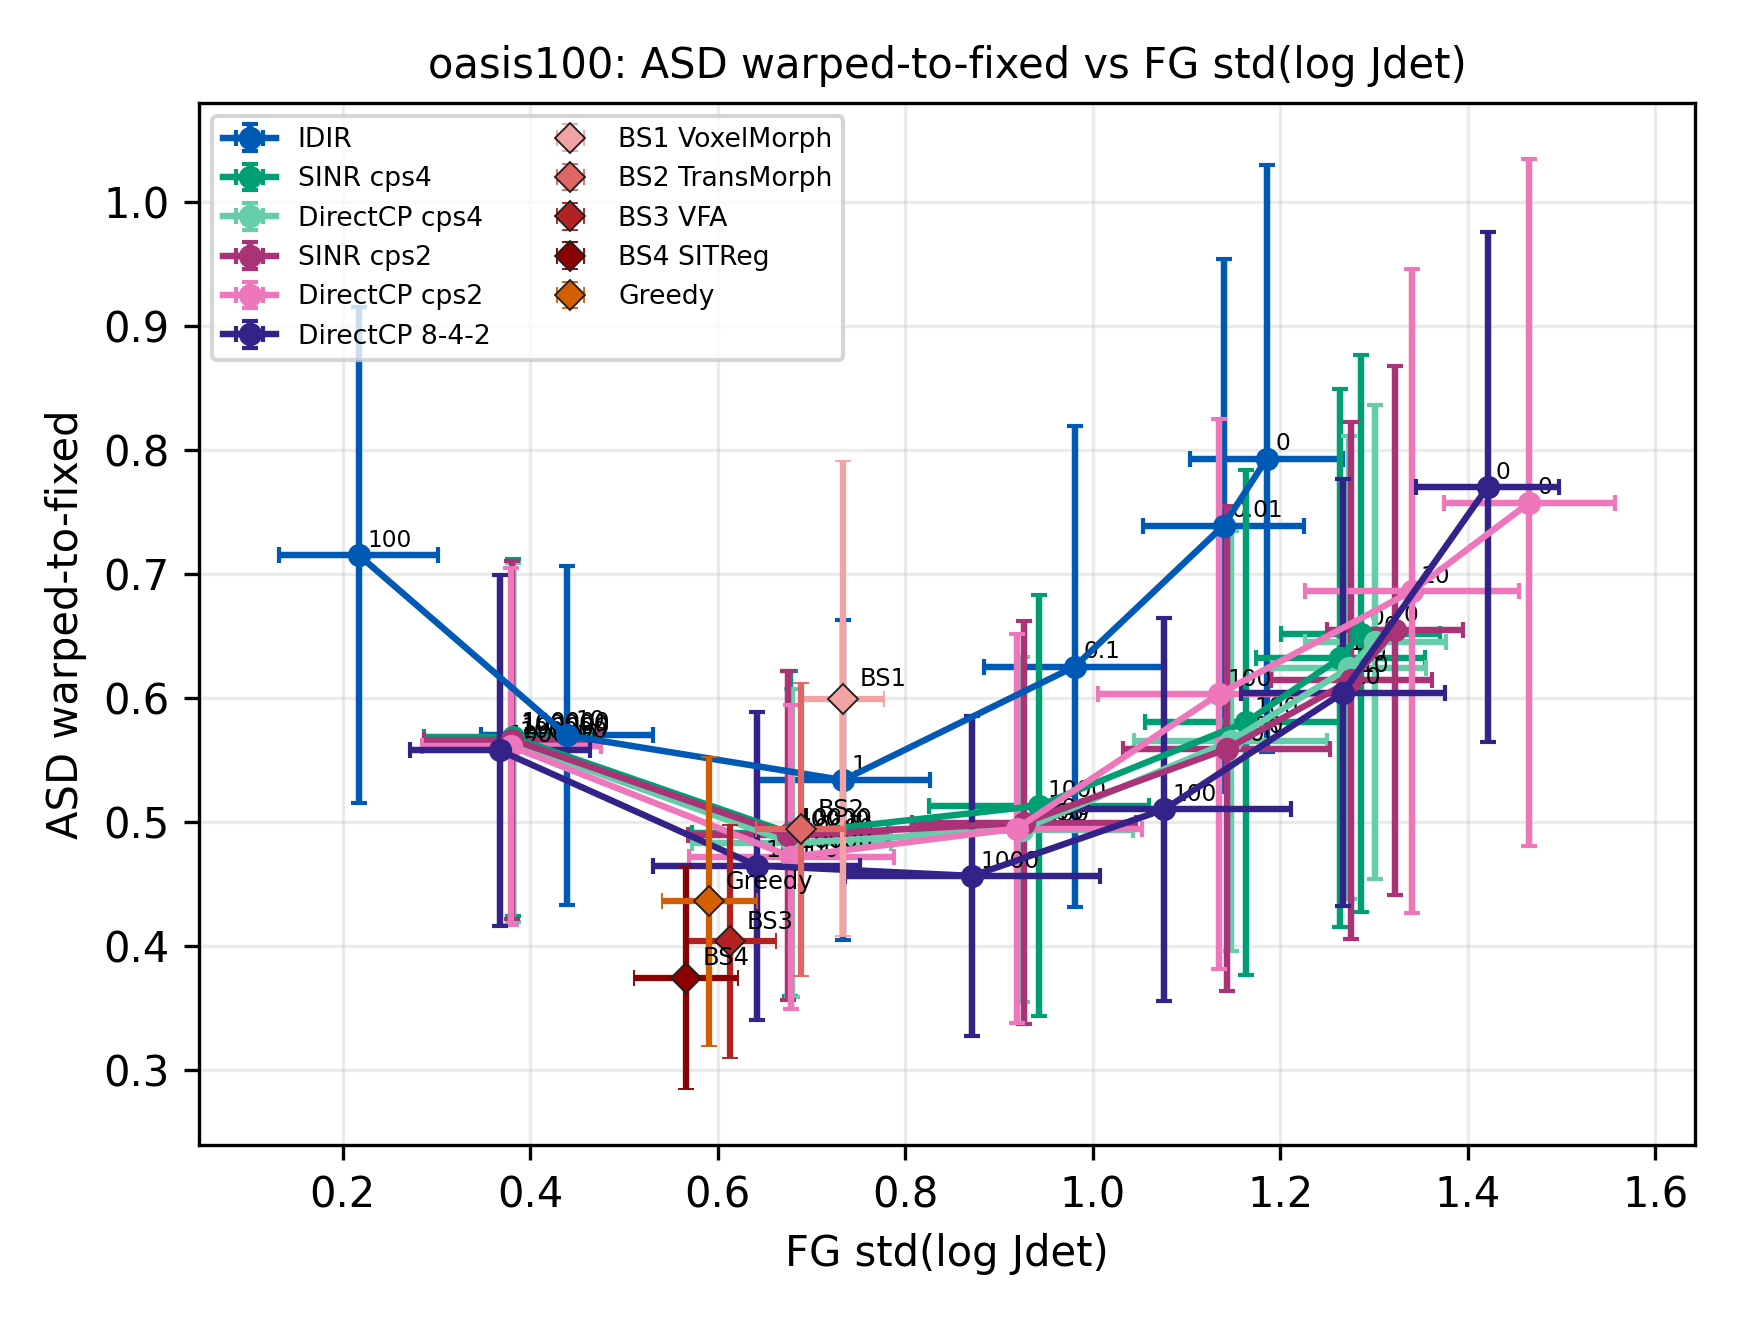 oasis100: ASD warped-to-fixed vs FG std(log Jdet)
IDIR
SINR cps4
DirectCP cps4
SINR cps2
DirectCP cps2
DirectCP 8-4-2
BS1 VoxelMorph
BS2 TransMorph
BS3 VFA
BS4 SITReg
Greedy
ASD warped-to-fixed
1.0
0.9
0.8
0.7
0.6
0.5
0.4
0.3
100
1
0.1
0.01
0
0
0
10
0
100
100
1000
1000
BS1
BS2
Greedy
BS3
BS4
0.2
0.4
0.6
0.8
1.0
1.2
1.4
1.6
FG std(log Jdet)